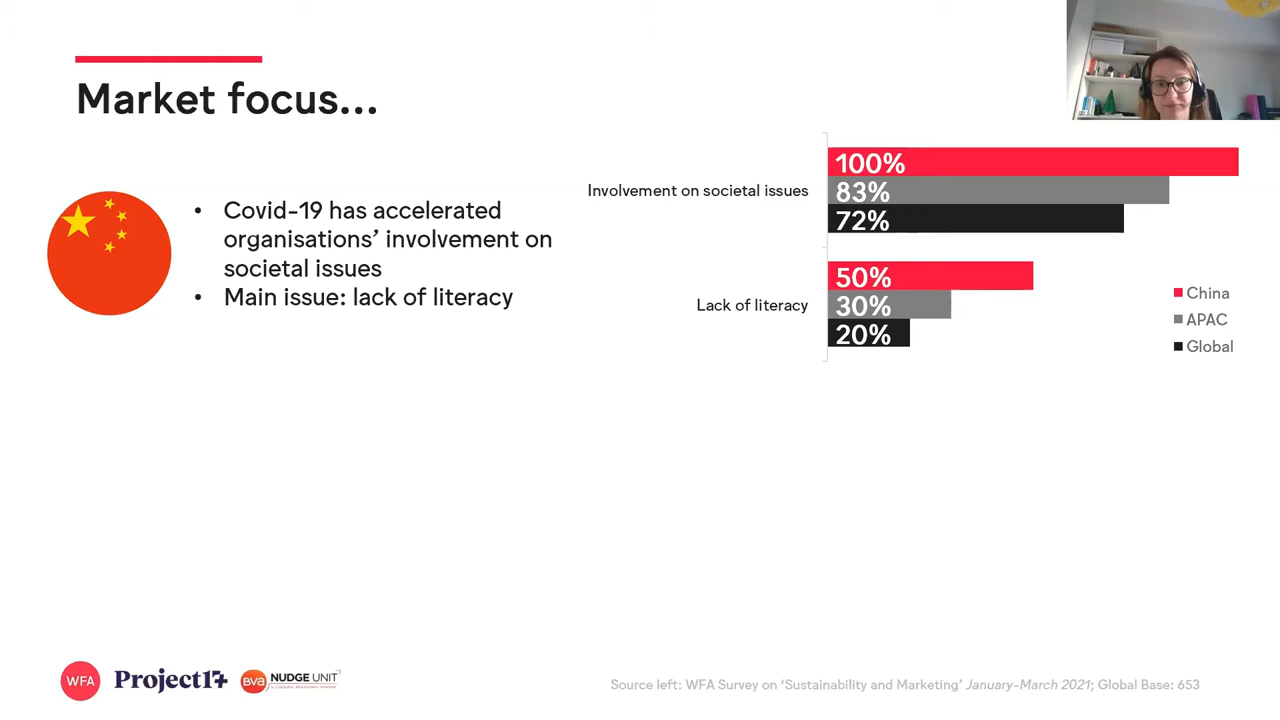 Market focus...
• Covid-19 has accelerated
organisations' involvement on
societal issues
• Main issue: lack of literacy
Involvement on societal issues
100%
83%
72%
Lack of literacy
50%
30%
20%
China
APAC
Global
WFA
Project17
BVA NUDGE UNIT
Source left: WFA Survey on 'Sustainability and Marketing' January-March 2021; Global Base: 653